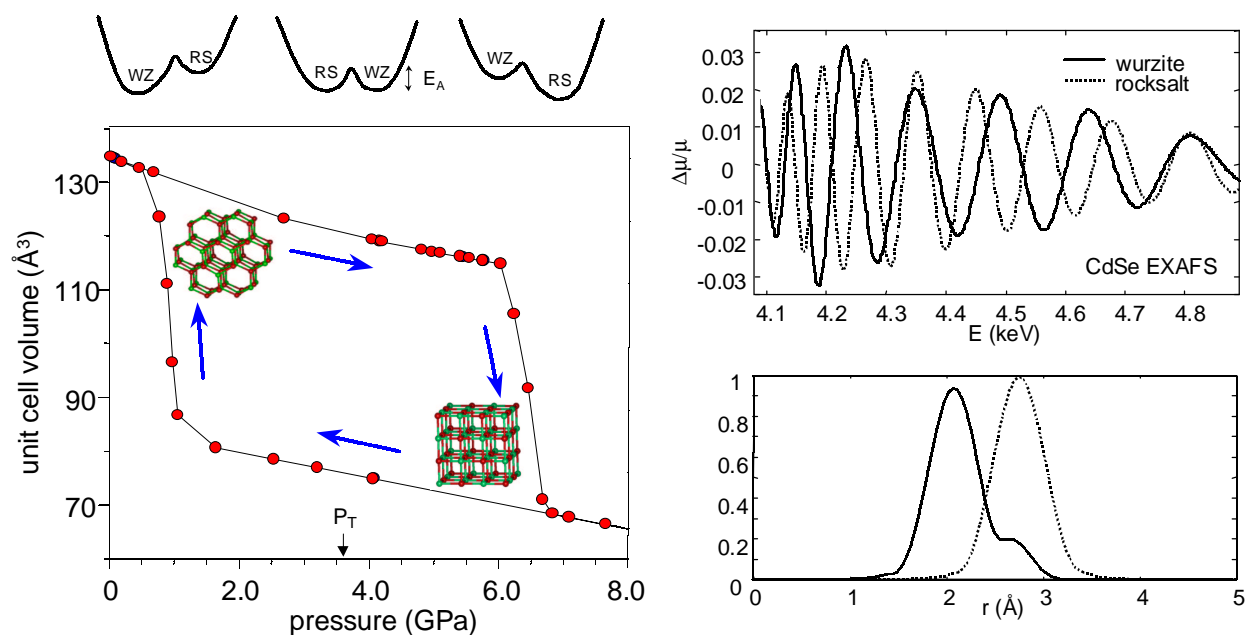 WZ RS
RS WZ E_A
WZ RS
unit cell volume (Å³)
130
110
90
70
P_T
0 2.0 4.0 6.0 8.0
pressure (GPa)
Δμ/μ
0.03
0.02
0.01
0
-0.01
-0.02
-0.03
wurzite
rocksalt
CdSe EXAFS
4.1 4.2 4.3 4.4 4.5 4.6 4.7 4.8
E (keV)
1
0.8
0.6
0.4
0.2
0
0 1 2 3 4 5
r (Å)